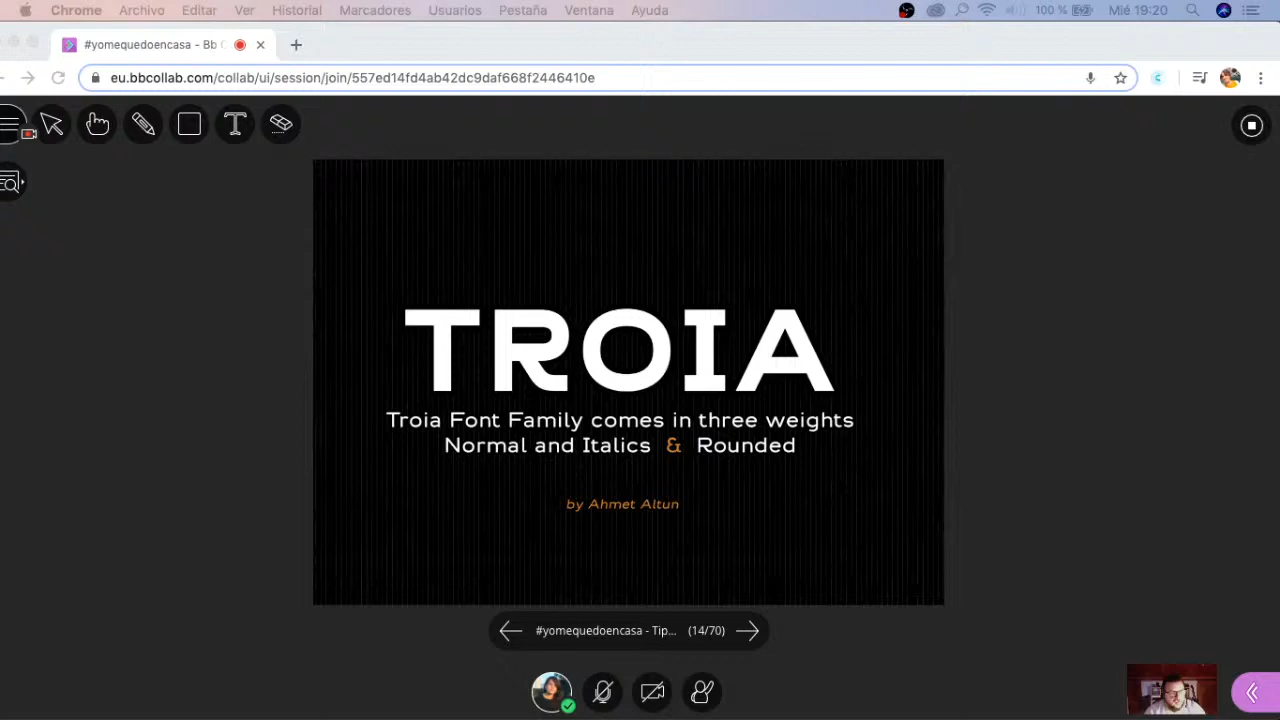 Chrome Archivo Editar Ver Historial Marcadores Usuarios Pestaña Ventana Ayuda 100 % Mié 19:20
#yomequedoencasa - Bb
eu.bbcollab.com/collab/ui/session/join/557ed14fd4ab42dc9daf668f2446410e
T
TROIA
Troia Font Family comes in three weights
Normal and Italics & Rounded
by Ahmet Altun
#yomequedoencasa - Tip... (14/70)